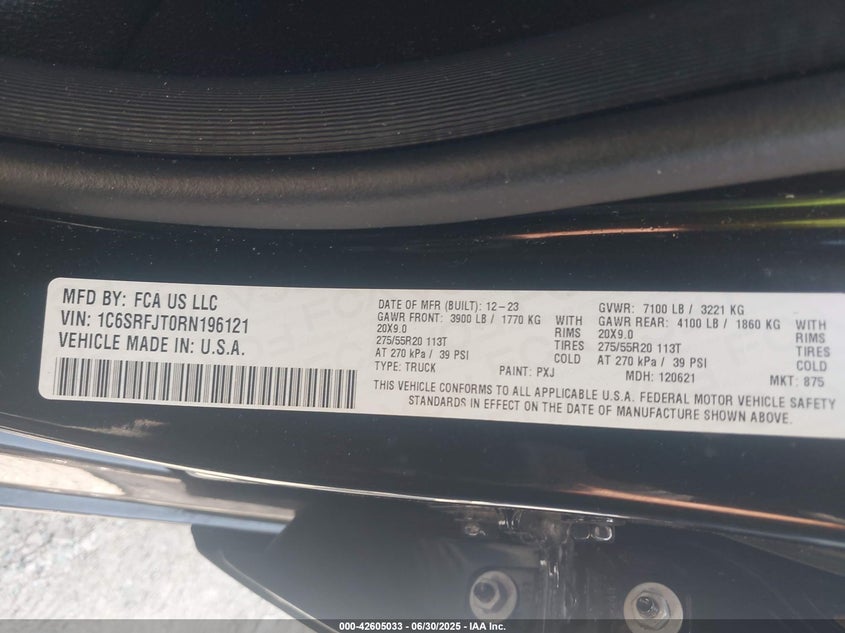 MFD BY: FCA US LLC
VIN: 1C6SRFJT0RN196121
VEHICLE MADE IN: U.S.A.
DATE OF MFR (BUILT): 12-23
GAWR FRONT: 3900 LB / 1770 KG WITH
20X9.0 RIMS
275/55R20 113T TIRES
AT 270 kPa / 39 PSI COLD
TYPE: TRUCK PAINT: PXJ
GVWR: 7100 LB / 3221 KG
GAWR REAR: 4100 LB / 1860 KG WITH
20X9.0 RIMS
275/55R20 113T TIRES
AT 270 kPa / 39 PSI COLD
MDH: 120621 MKT: 875
THIS VEHICLE CONFORMS TO ALL APPLICABLE U.S.A. FEDERAL MOTOR VEHICLE SAFETY
STANDARDS IN EFFECT ON THE DATE OF MANUFACTURE SHOWN ABOVE.
000-42605033 - 06/30/2025 - IAA Inc.